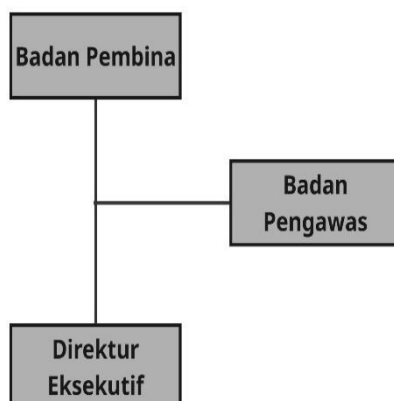 Badan Pembina
Badan
Pengawas
Direktur
Eksekutif